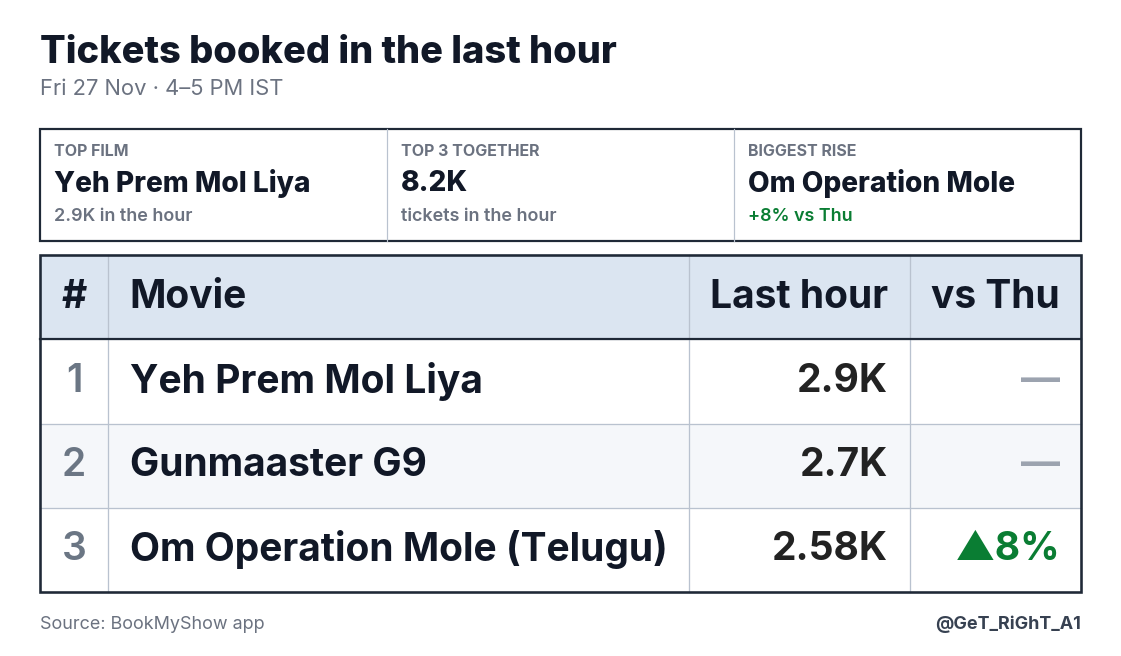 Tickets booked in the last hour
Fri 27 Nov · 4–5 PM IST
TOP FILM
Yeh Prem Mol Liya
2.9K in the hour
TOP 3 TOGETHER
8.2K
tickets in the hour
BIGGEST RISE
Om Operation Mole
+8% vs Thu
# Movie Last hour vs Thu
1 Yeh Prem Mol Liya 2.9K —
2 Gunmaaster G9 2.7K —
3 Om Operation Mole (Telugu) 2.58K ▲8%
Source: BookMyShow app
@GeT_RiGhT_A1